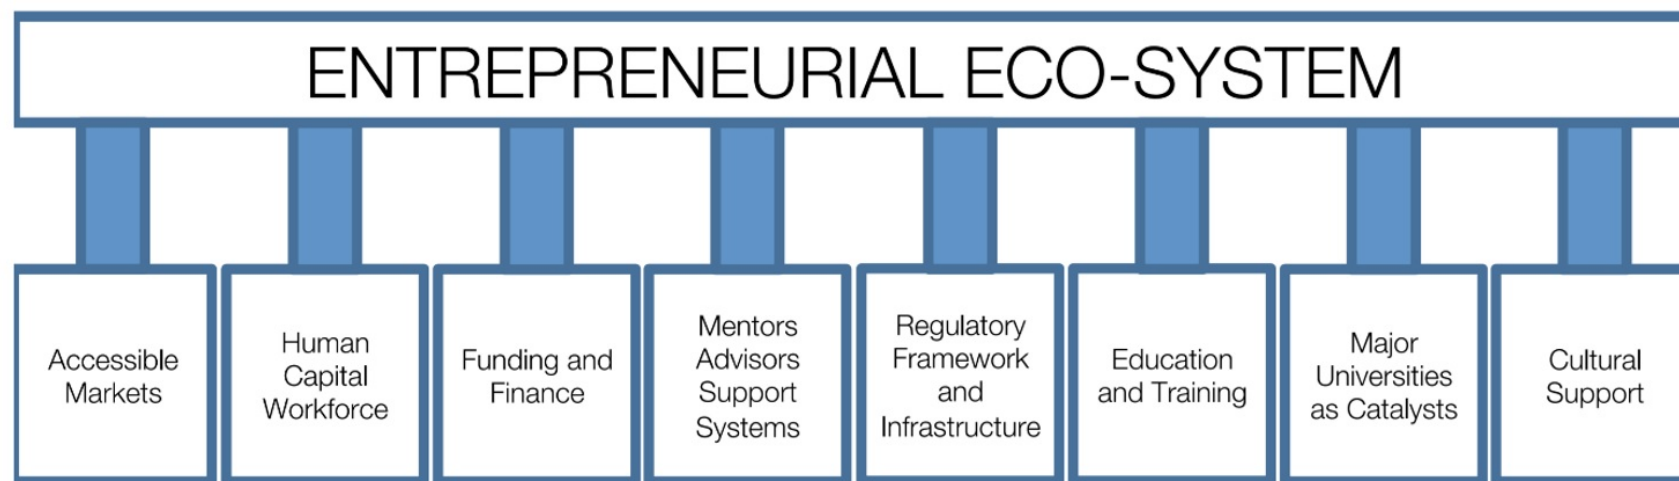 ENTREPRENEURIAL ECO-SYSTEM
Accessible
Markets
Human
Capital
Workforce
Funding and
Finance
Mentors
Advisors
Support
Systems
Regulatory
Framework
and
Infrastructure
Education
and Training
Major
Universities
as Catalysts
Cultural
Support